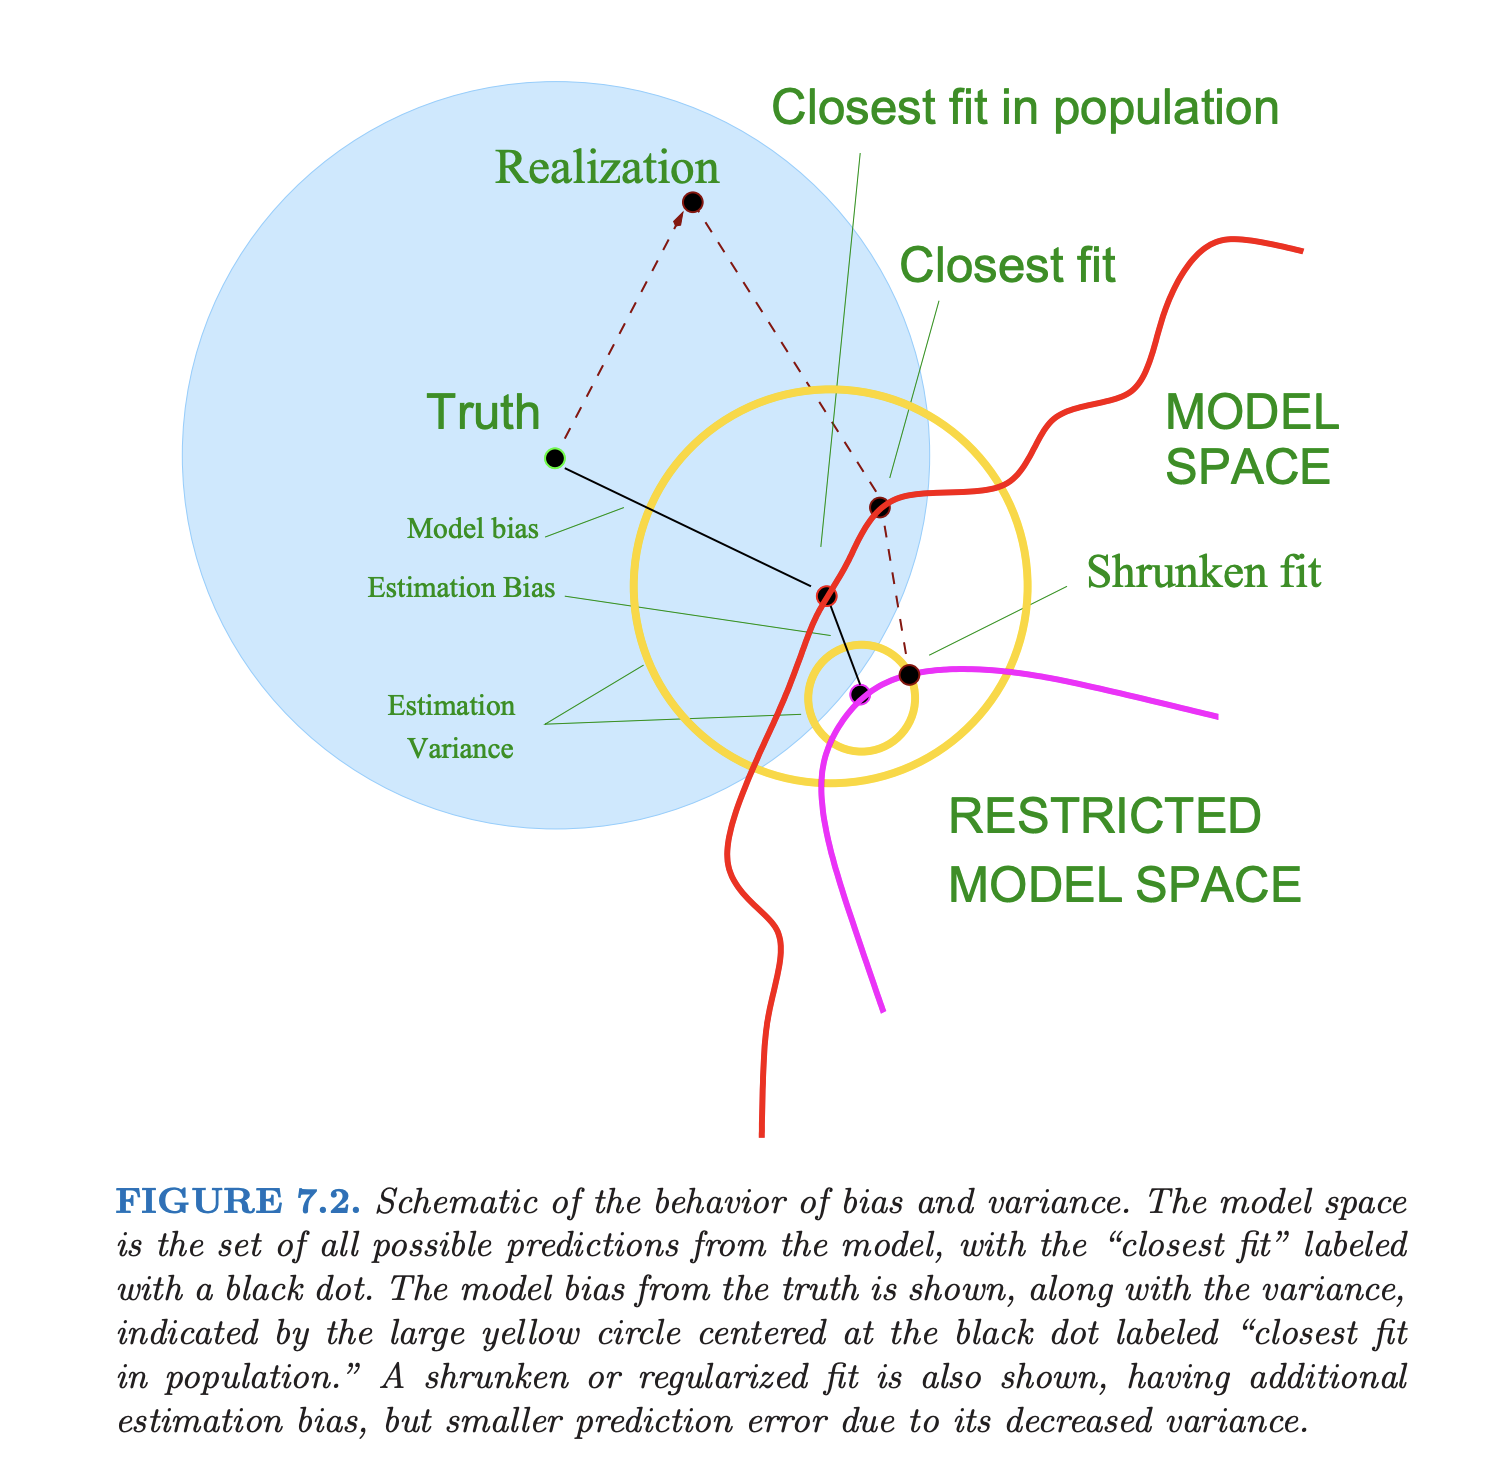 Closest fit in population
Realization
Closest fit
Truth
MODEL
SPACE
Model bias
Shrunken fit
Estimation Bias
Estimation
Variance
RESTRICTED
MODEL SPACE
FIGURE 7.2. Schematic of the behavior of bias and variance. The model space
is the set of all possible predictions from the model, with the “closest fit” labeled
with a black dot. The model bias from the truth is shown, along with the variance,
indicated by the large yellow circle centered at the black dot labeled “closest fit
in population.” A shrunken or regularized fit is also shown, having additional
estimation bias, but smaller prediction error due to its decreased variance.